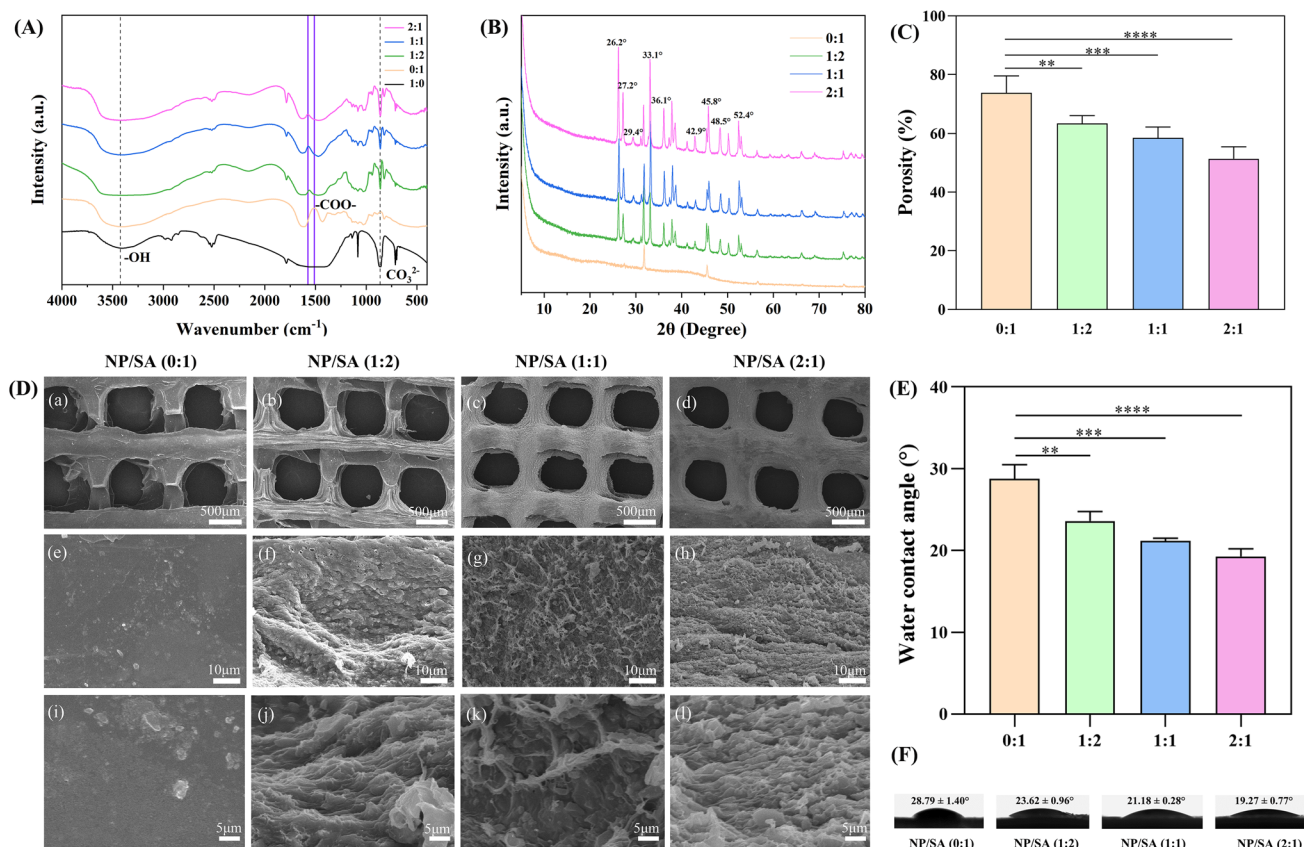 (A)
2:1
1:1
1:2
0:1
1:0
Intensity (a.u.)
-COO-
-OH
CO₃²⁻
4000 3500 3000 2500 2000 1500 1000 500
Wavenumber (cm⁻¹)
(B)
0:1
1:2
1:1
2:1
26.2°
33.1°
27.2°
29.4°
36.1°
45.8°
42.9°
48.5°
52.4°
Intensity (a.u.)
10 20 30 40 50 60 70 80
2θ (Degree)
(C)
100
80
60
40
20
0
Porosity (%)
****
***
**
0:1 1:2 1:1 2:1
(D)
NP/SA (0:1) NP/SA (1:2) NP/SA (1:1) NP/SA (2:1)
(a) (b) (c) (d)
500μm 500μm 500μm 500μm
(e) (f) (g) (h)
10μm 10μm 10μm 10μm
(i) (j) (k) (l)
5μm 5μm 5μm 5μm
(E)
40
30
20
10
0
Water contact angle (°)
****
***
**
0:1 1:2 1:1 2:1
(F)
28.79 ± 1.40° 23.62 ± 0.96° 21.18 ± 0.28° 19.27 ± 0.77°
NP/SA (0:1) NP/SA (1:2) NP/SA (1:1) NP/SA (2:1)